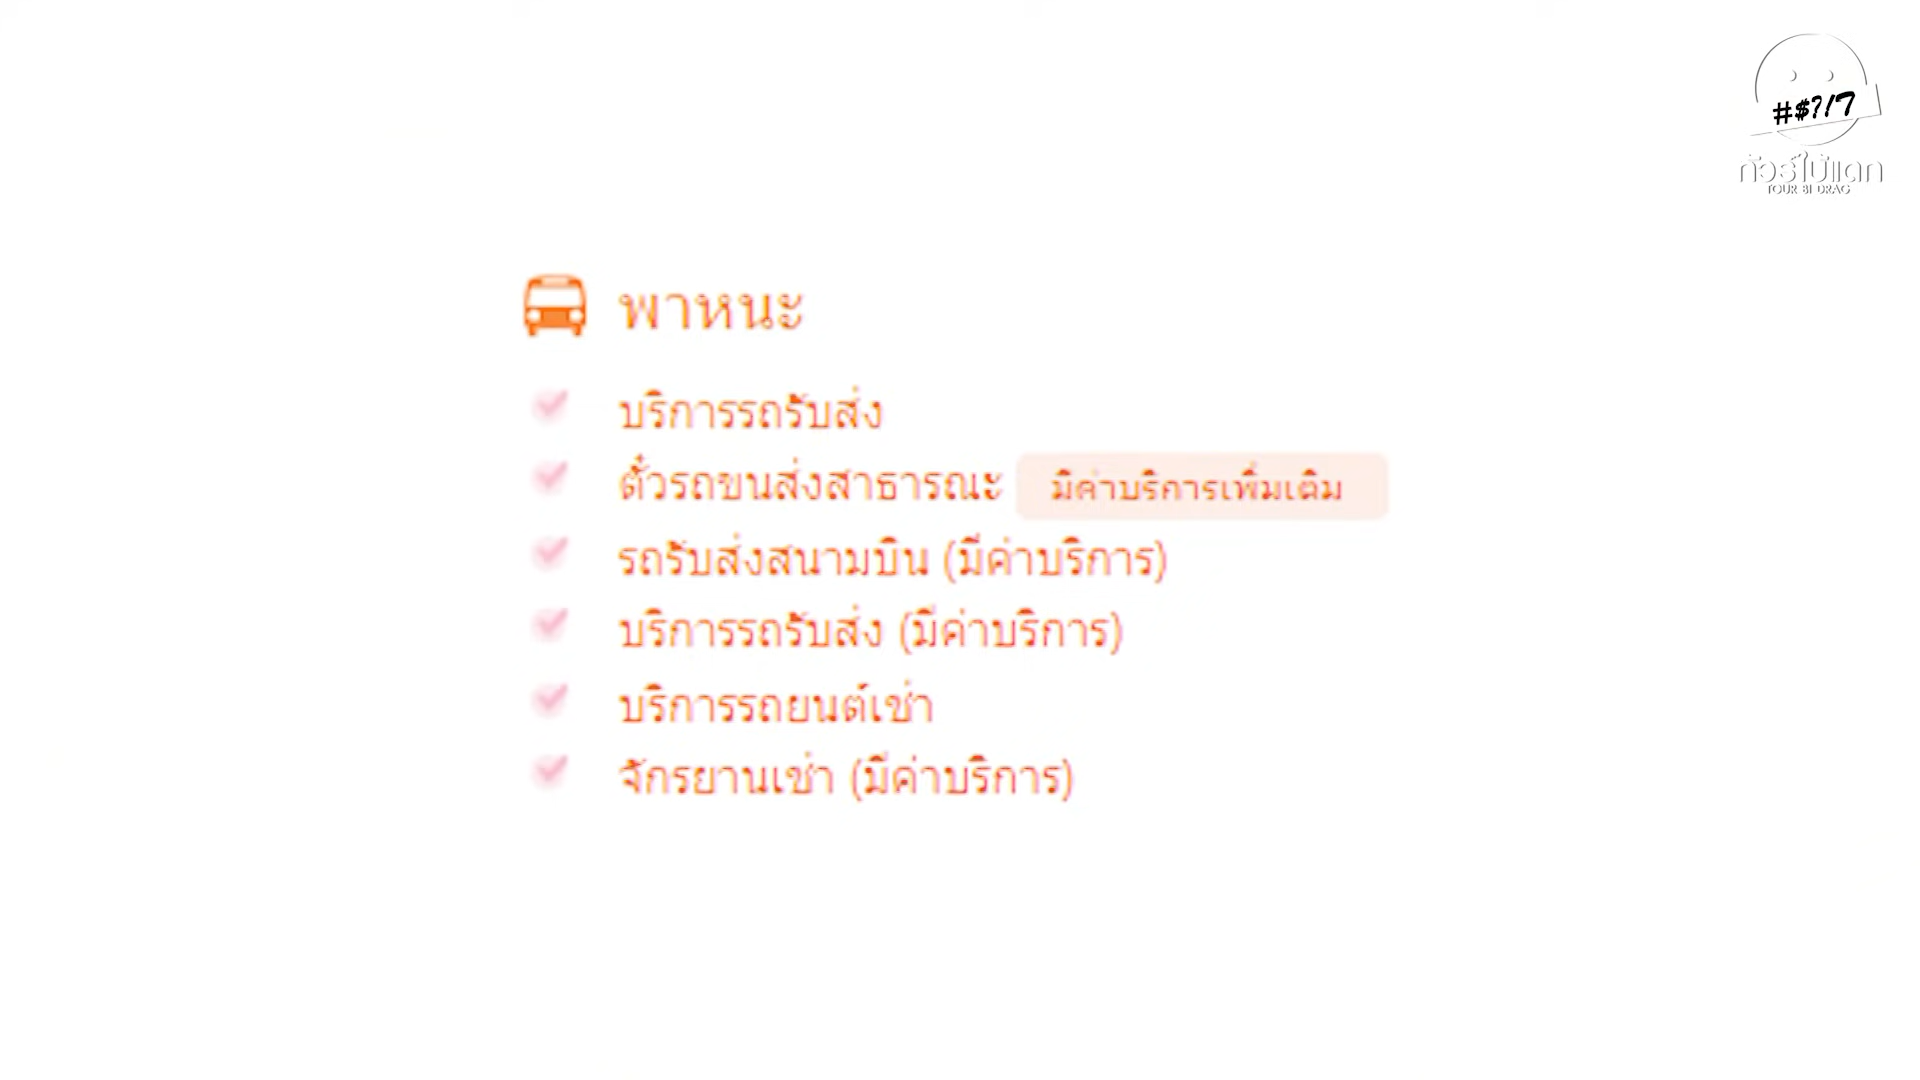 #$?!7
ทัวร์ไบ้แดก
TOUR BI DRAG
พาหนะ
บริการรถรับส่ง
ตั๋วรถขนส่งสาธารณะ มีค่าบริการเพิ่มเติม
รถรับส่งสนามบิน (มีค่าบริการ)
บริการรถรับส่ง (มีค่าบริการ)
บริการรถยนต์เช่า
จักรยานเช่า (มีค่าบริการ)